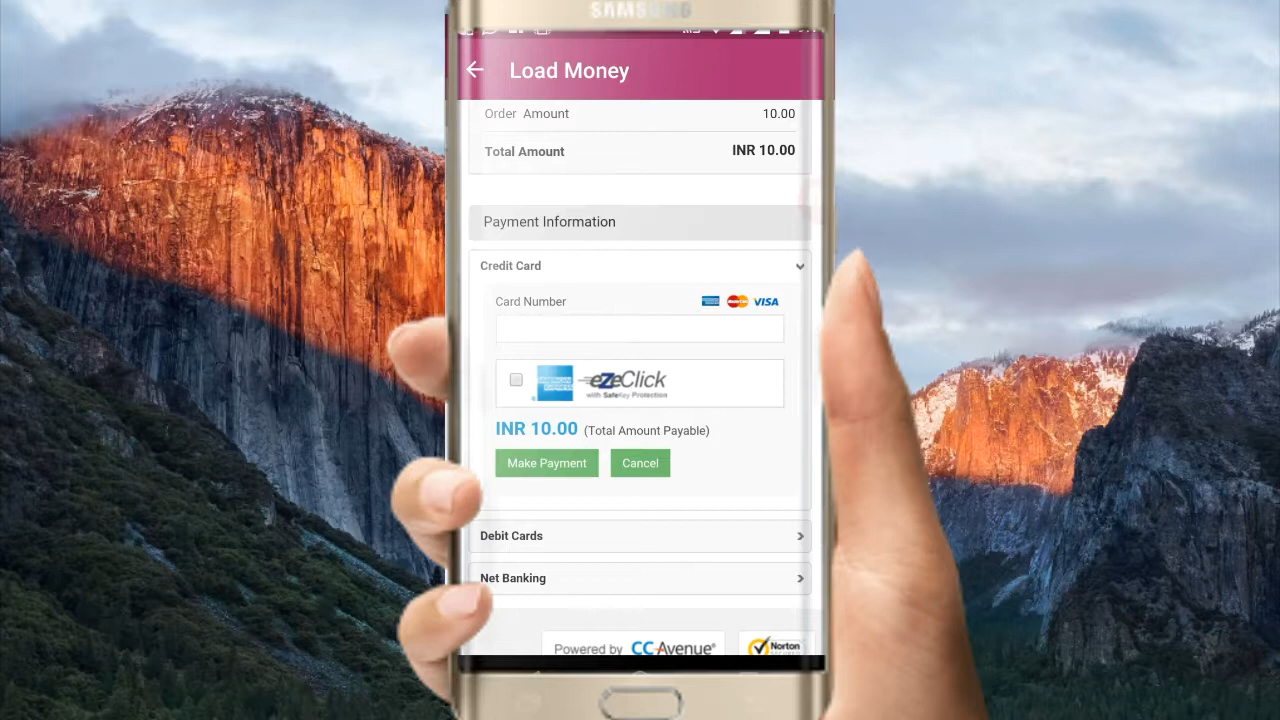 SAMSUNG
Load Money
Order Amount 10.00
Total Amount INR 10.00
Payment Information
Credit Card
Card Number VISA
eZeClick
with SafeKey Protection
INR 10.00 (Total Amount Payable)
Make Payment Cancel
Debit Cards
Net Banking
Powered by CCAvenue® Norton